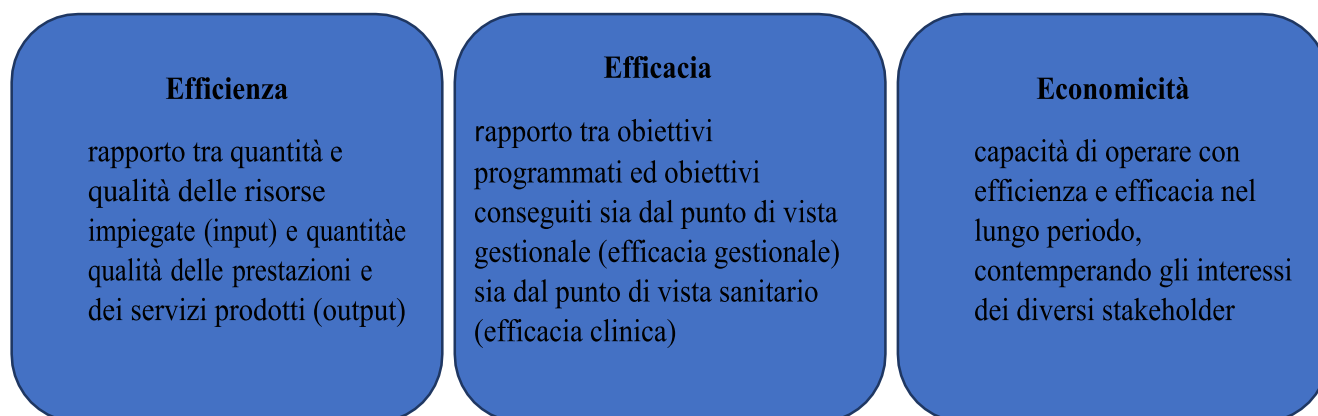 Efficienza
rapporto tra quantità e
qualità delle risorse
impiegate (input) e quantitàe
qualità delle prestazioni e
dei servizi prodotti (output)
Efficacia
rapporto tra obiettivi
programmati ed obiettivi
conseguiti sia dal punto di vista
gestionale (efficacia gestionale)
sia dal punto di vista sanitario
(efficacia clinica)
Economicità
capacità di operare con
efficienza e efficacia nel
lungo periodo,
contemperando gli interessi
dei diversi stakeholder